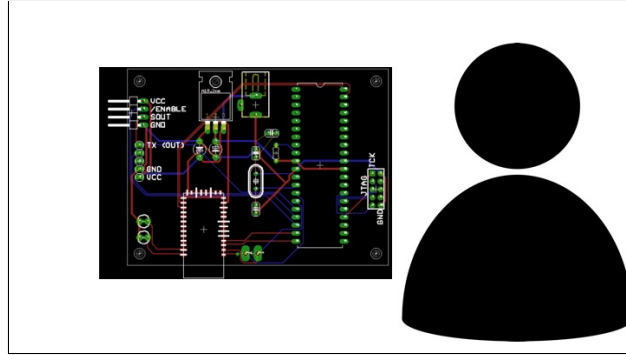 VCC
/ENABLE
SOUT
GND
TX (OUT)
GND
VCC
TCK
JTAG
GND